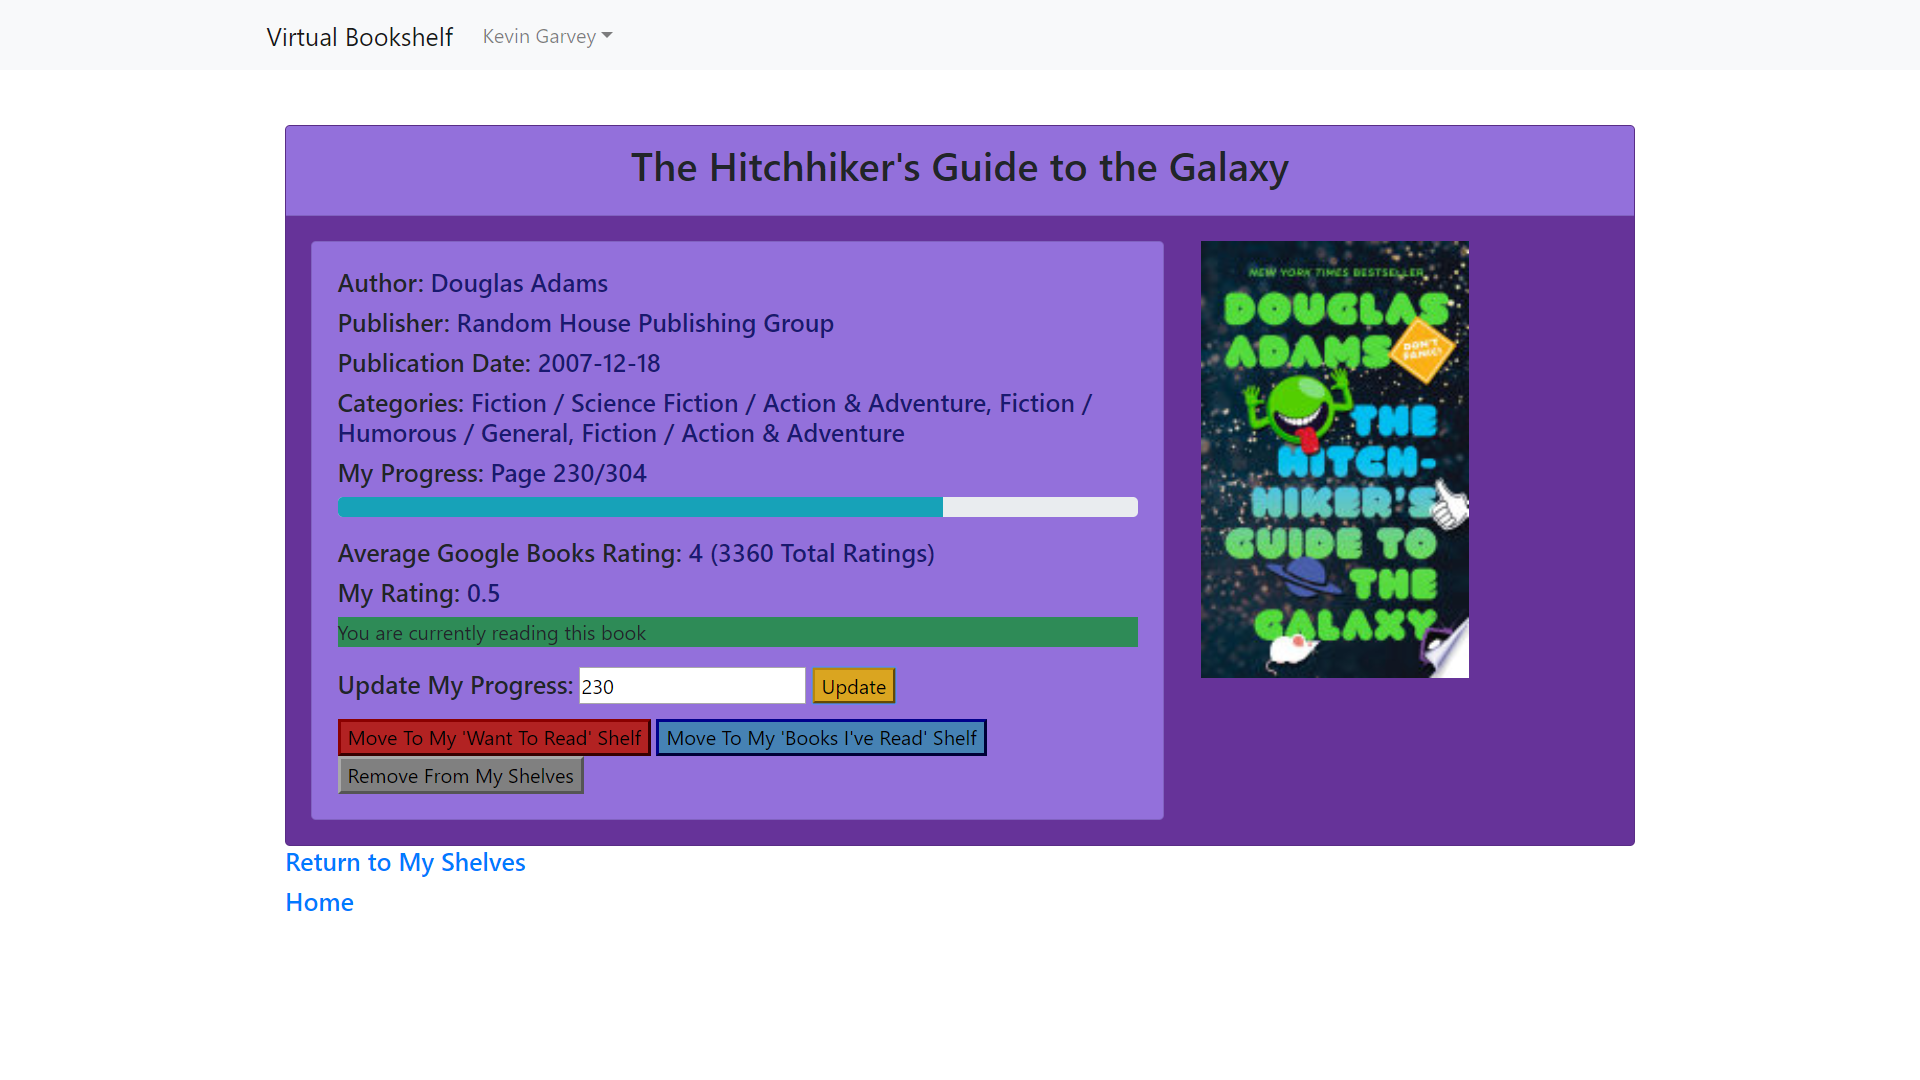 Virtual Bookshelf Kevin Garvey
The Hitchhiker's Guide to the Galaxy
Author: Douglas Adams
Publisher: Random House Publishing Group
Publication Date: 2007-12-18
Categories: Fiction / Science Fiction / Action & Adventure, Fiction /
Humorous / General, Fiction / Action & Adventure
My Progress: Page 230/304
Average Google Books Rating: 4 (3360 Total Ratings)
My Rating: 0.5
You are currently reading this book
Update My Progress: 230 Update
Move To My 'Want To Read' Shelf Move To My 'Books I've Read' Shelf
Remove From My Shelves
NEW YORK TIMES BESTSELLER
DOUGLAS
ADAMS
DON'T
PANIC!
THE
HITCH-
HIKER'S
GUIDE TO
THE
GALAXY
Return to My Shelves
Home